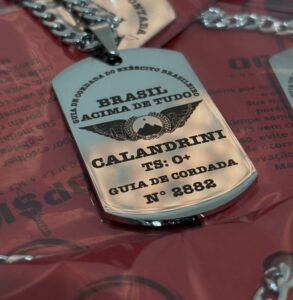 GUIA DE CORDADA DO EXÉRCITO BRASILEIRO
BRASIL
ACIMA DE TUDO
CALANDRINI
TS: O+
GUIA DE CORDADA
Nº 2882